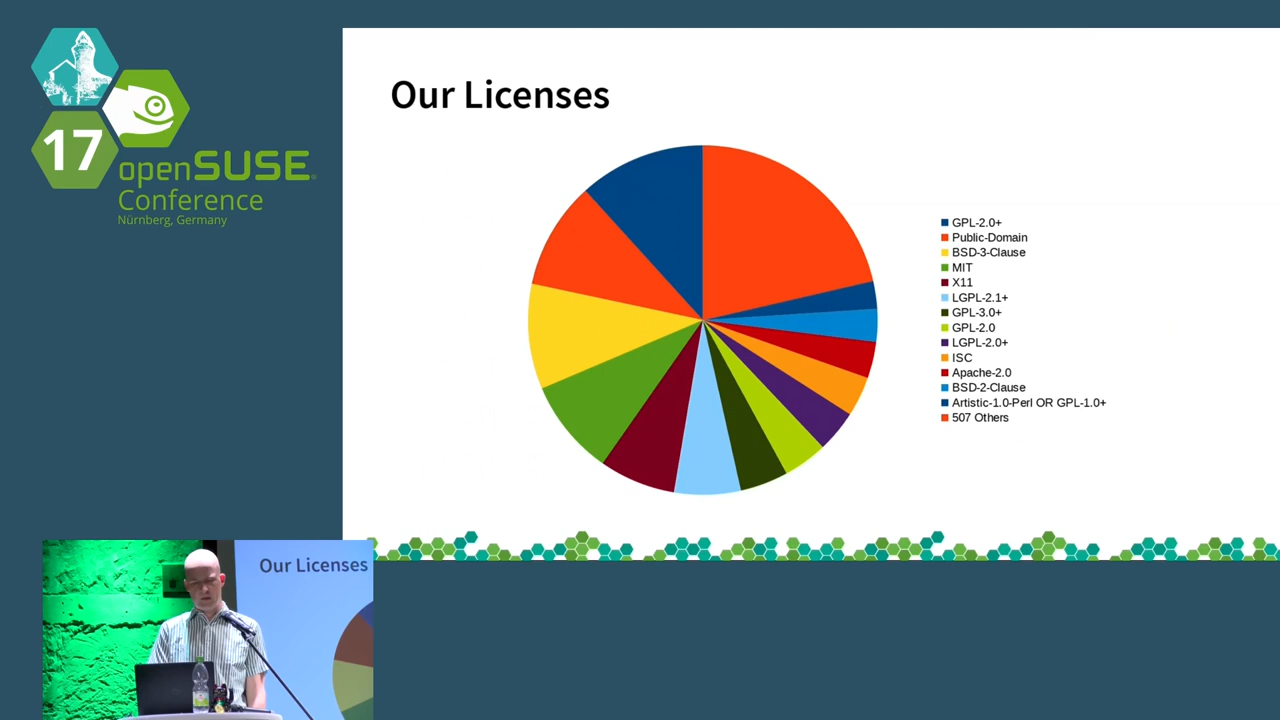 17
openSUSE
Conference
Nürnberg, Germany
Our Licenses
GPL-2.0+
Public-Domain
BSD-3-Clause
MIT
X11
LGPL-2.1+
GPL-3.0+
GPL-2.0
LGPL-2.0+
ISC
Apache-2.0
BSD-2-Clause
Artistic-1.0-Perl OR GPL-1.0+
507 Others
Our Licenses